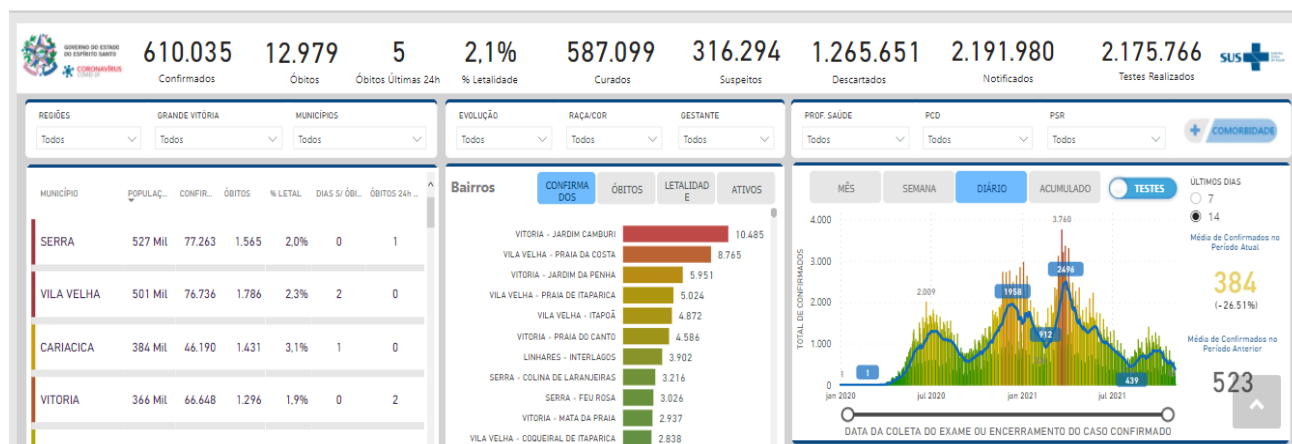 GOVERNO DO ESTADO
DO ESPÍRITO SANTO
CORONAVÍRUS
COVID-19
610.035
Confirmados
12.979
Óbitos
5
Óbitos Últimas 24h
2,1%
% Letalidade
587.099
Curados
316.294
Suspeitos
1.265.651
Descartados
2.191.980
Notificados
2.175.766
Testes Realizados
SUS
REGIÕES
Todos
GRANDE VITÓRIA
Todos
MUNICÍPIOS
Todos
EVOLUÇÃO
Todos
RAÇA/COR
Todos
GESTANTE
Todos
PROF. SAÚDE
Todos
PCD
Todos
PSR
Todos
+ COMORBIDADE
MUNICÍPIO POPULAÇ... CONFIR... ÓBITOS % LETAL DIAS S/ ÓBI... ÓBITOS 24h ...
SERRA 527 Mil 77.263 1.565 2,0% 0 1
VILA VELHA 501 Mil 76.736 1.786 2,3% 2 0
CARIACICA 384 Mil 46.190 1.431 3,1% 1 0
VITORIA 366 Mil 66.648 1.296 1,9% 0 2
Bairros
CONFIRMA
DOS
ÓBITOS
LETALIDAD
E
ATIVOS
VITORIA - JARDIM CAMBURI 10.485
VILA VELHA - PRAIA DA COSTA 8.765
VITORIA - JARDIM DA PENHA 5.951
VILA VELHA - PRAIA DE ITAPARICA 5.024
VILA VELHA - ITAPOÃ 4.872
VITORIA - PRAIA DO CANTO 4.586
LINHARES - INTERLAGOS 3.902
SERRA - COLINA DE LARANJEIRAS 3.216
SERRA - FEU ROSA 3.026
VITORIA - MATA DA PRAIA 2.937
VILA VELHA - COQUEIRAL DE ITAPARICA 2.838
MÊS
SEMANA
DIÁRIO
ACUMULADO
TESTES
TOTAL DE CONFIRMADOS
4.000
3.000
2.000
1.000
0
1
1
2.009
1958
912
3.760
2496
439
jan 2020
jul 2020
jan 2021
jul 2021
DATA DA COLETA DO EXAME OU ENCERRAMENTO DO CASO CONFIRMADO
ÚLTIMOS DIAS
7
14
Média de Confirmados no
Período Atual
384
(-26.51%)
Média de Confirmados no
Período Anterior
523